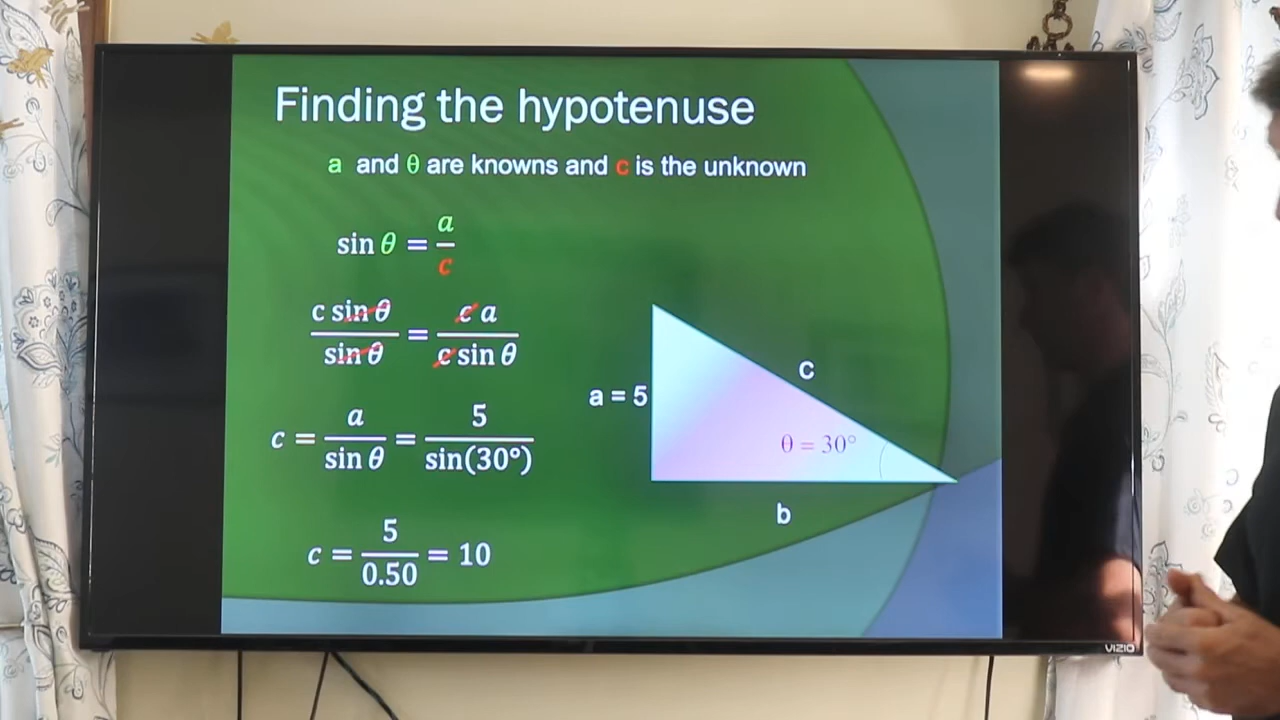 Finding the hypotenuse
a and θ are knowns and c is the unknown
sin θ = a/c
c sin θ / sin θ = c a / c sin θ
c = a / sin θ = 5 / sin(30°)
c = 5 / 0.50 = 10
a = 5
c
θ = 30°
b
VIZIO